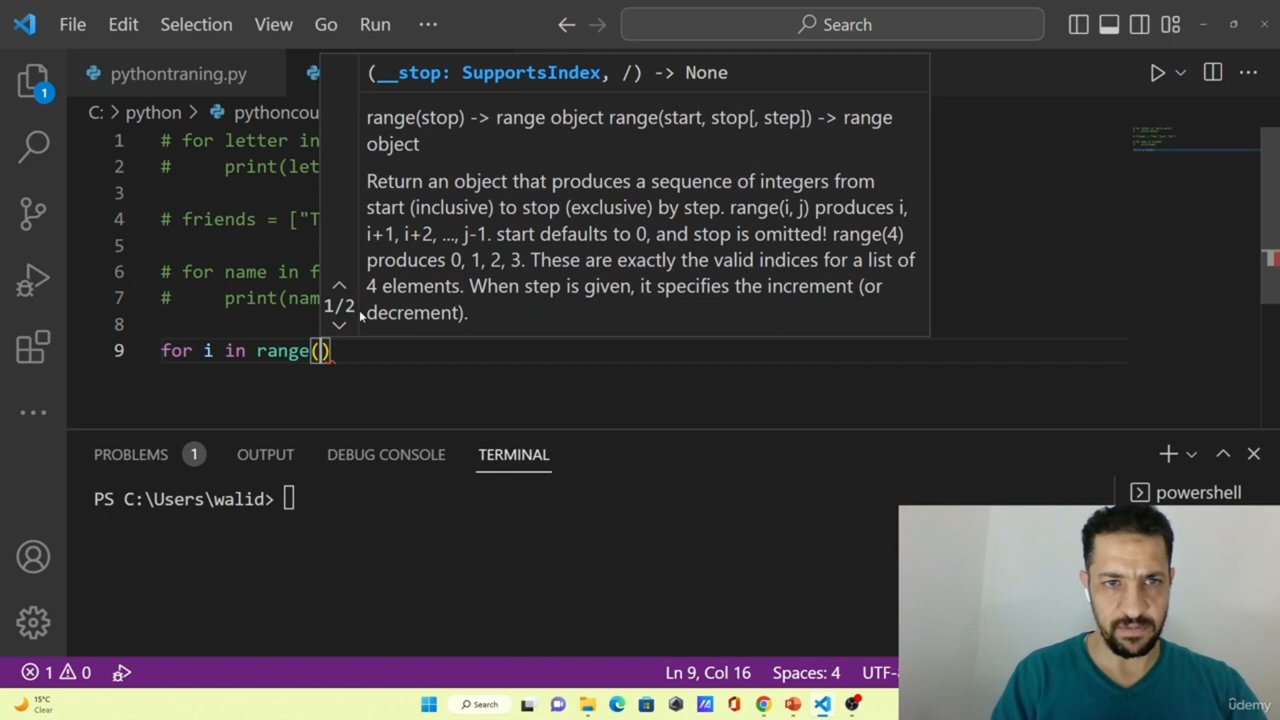 File Edit Selection View Go Run ··· Search
pythontraning.py
(__stop: SupportsIndex, /) -> None
C: > python > pythoncou
range(stop) -> range object range(start, stop[, step]) -> range
object
Return an object that produces a sequence of integers from
start (inclusive) to stop (exclusive) by step. range(i, j) produces i,
i+1, i+2, ..., j-1. start defaults to 0, and stop is omitted! range(4)
produces 0, 1, 2, 3. These are exactly the valid indices for a list of
4 elements. When step is given, it specifies the increment (or
decrement).
1/2
1 # for letter in
2 # print(let
3
4 # friends = ["T
5
6 # for name in f
7 # print(nam
8
9 for i in range()
1
PROBLEMS 1 OUTPUT DEBUG CONSOLE TERMINAL
PS C:\Users\walid>
powershell
1 0 Ln 9, Col 16 Spaces: 4 UTF-
15°C
Clear
Search
udemy